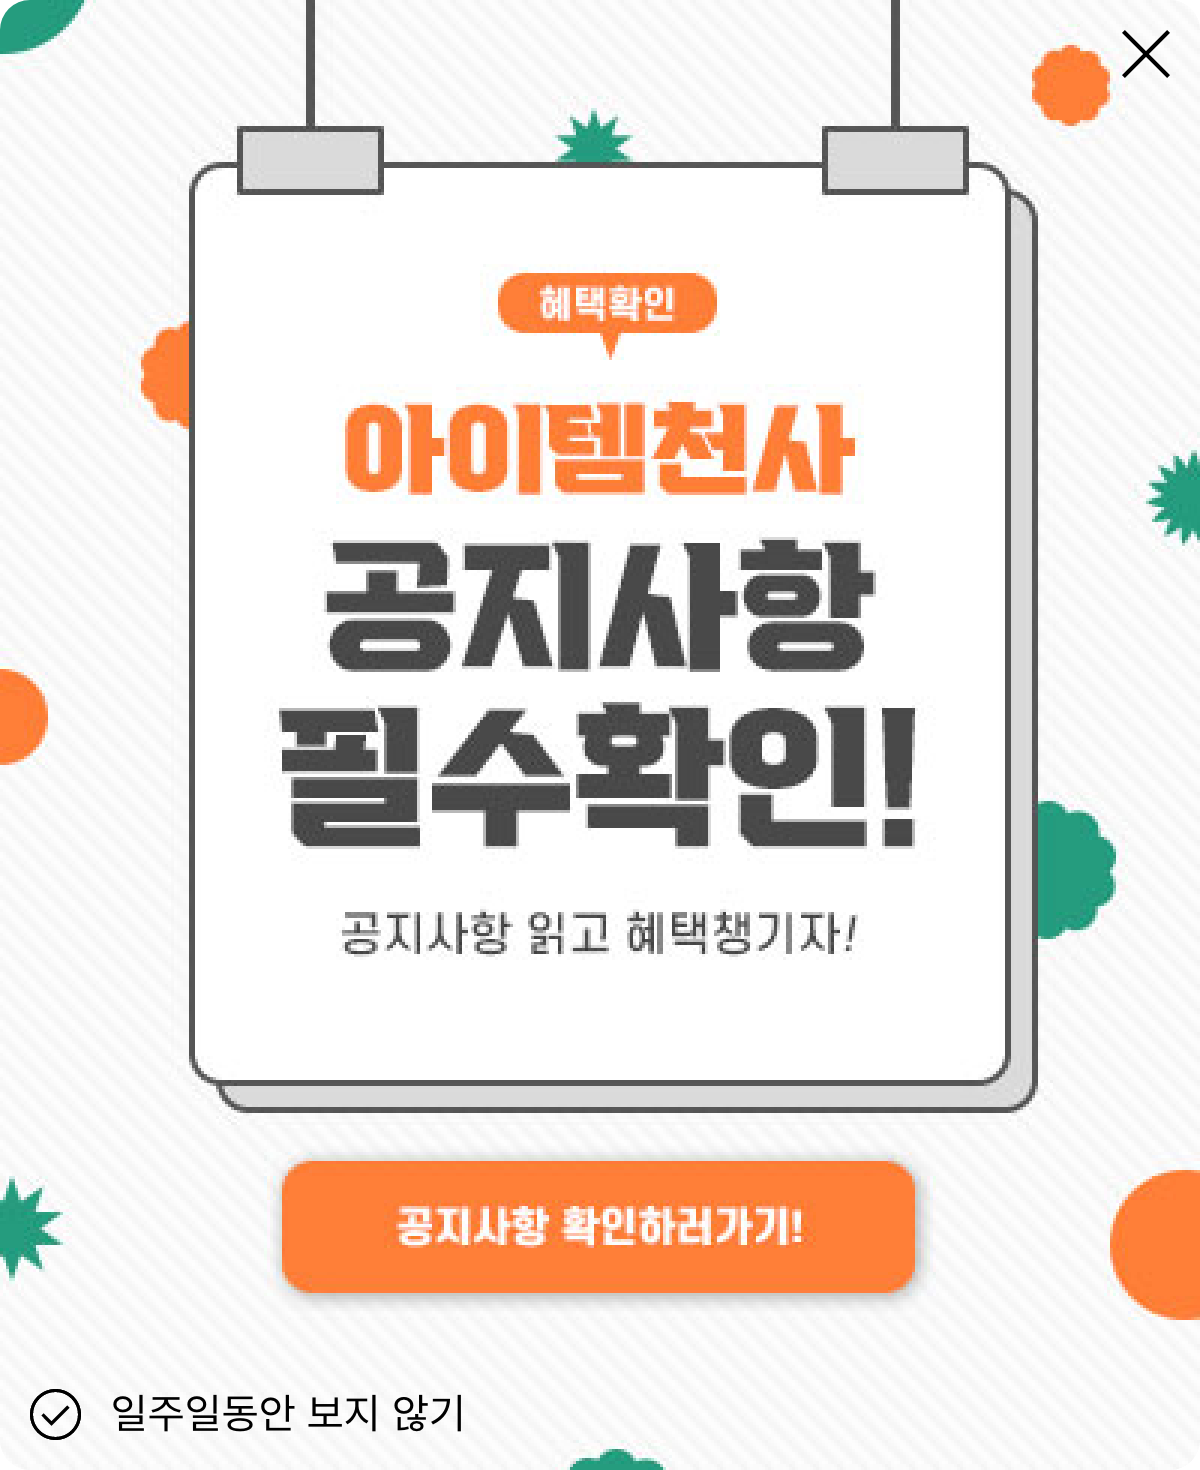 혜택확인
아이템천사
공지사항
필수확인!
공지사항 읽고 혜택챙기자!
공지사항 확인하러가기!
일주일동안 보지 않기